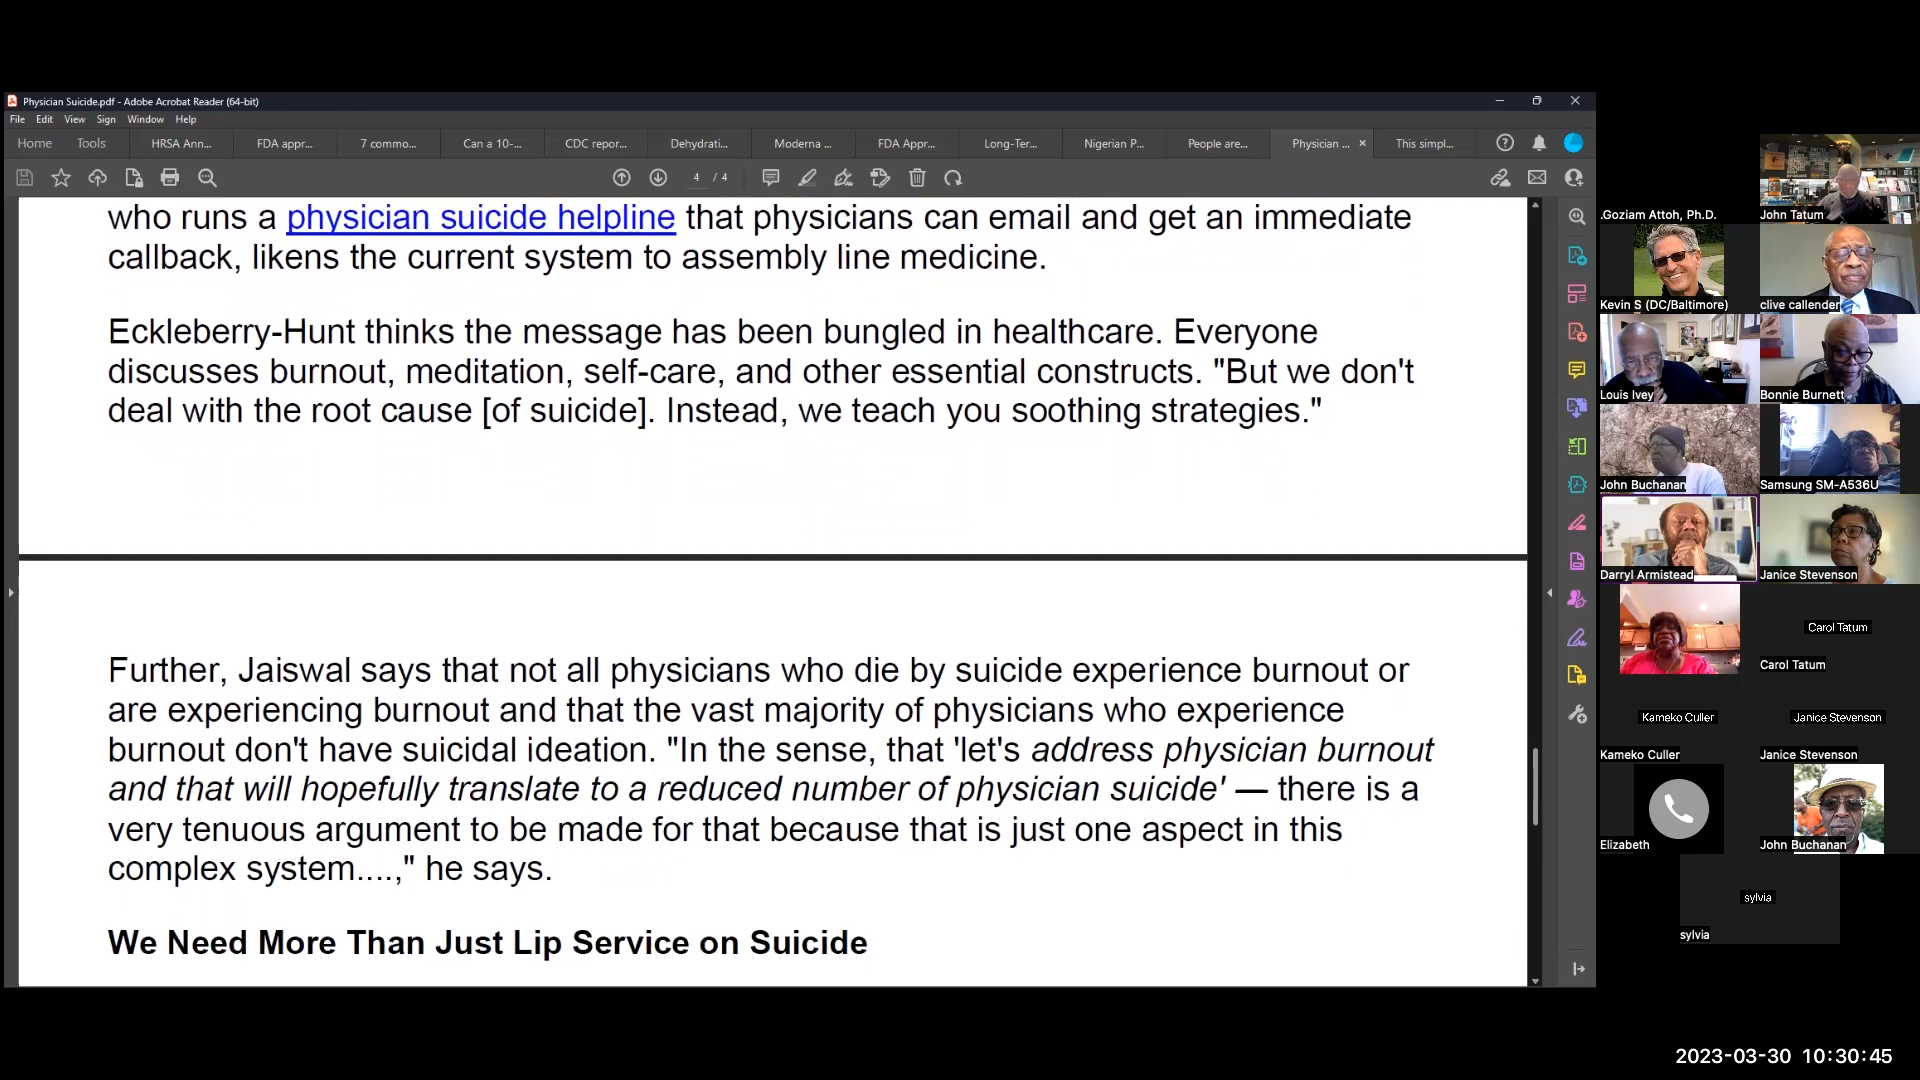 Physician Suicide.pdf - Adobe Acrobat Reader (64-bit)
File Edit View Sign Window Help
Home Tools HRSA Ann... FDA appr... 7 commo... Can a 10-... CDC repor... Dehydrati... Moderna ... FDA Appr... Long-Ter... Nigerian P... People are... Physician ... × This simpl...
4 / 4
who runs a physician suicide helpline that physicians can email and get an immediate
callback, likens the current system to assembly line medicine.
Eckleberry-Hunt thinks the message has been bungled in healthcare. Everyone
discusses burnout, meditation, self-care, and other essential constructs. "But we don't
deal with the root cause [of suicide]. Instead, we teach you soothing strategies."
Further, Jaiswal says that not all physicians who die by suicide experience burnout or
are experiencing burnout and that the vast majority of physicians who experience
burnout don't have suicidal ideation. "In the sense, that 'let's address physician burnout
and that will hopefully translate to a reduced number of physician suicide' — there is a
very tenuous argument to be made for that because that is just one aspect in this
complex system....," he says.
We Need More Than Just Lip Service on Suicide
.Goziam Attoh, Ph.D.
John Tatum
Kevin S (DC/Baltimore)
clive callender
Louis Ivey
Bonnie Burnett
John Buchanan
Samsung SM-A536U
Darryl Armistead
Janice Stevenson
Carol Tatum
Carol Tatum
Kameko Culler
Janice Stevenson
Kameko Culler
Janice Stevenson
Elizabeth
John Buchanan
sylvia
sylvia
2023-03-30 10:30:45